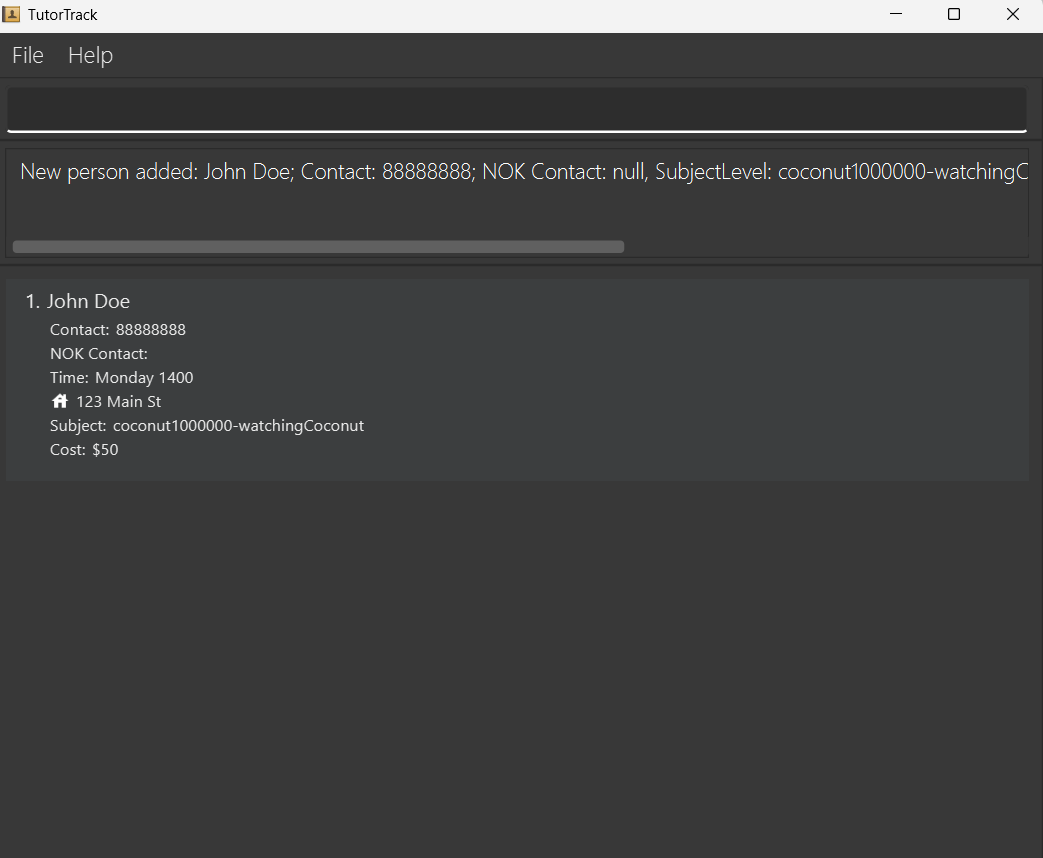 TutorTrack
File Help
New person added: John Doe; Contact: 88888888; NOK Contact: null, SubjectLevel: coconut1000000-watchingC
1. John Doe
Contact: 88888888
NOK Contact:
Time: Monday 1400
123 Main St
Subject: coconut1000000-watchingCoconut
Cost: $50